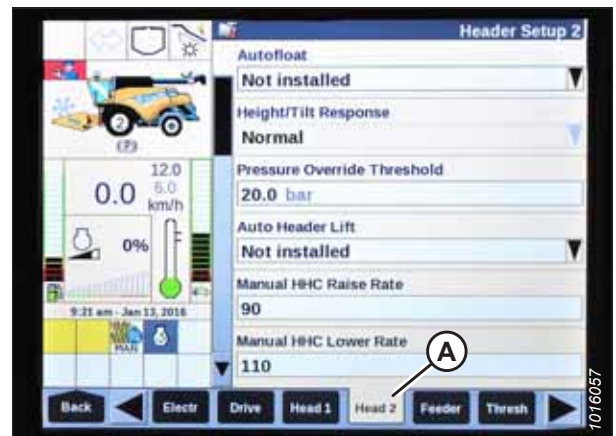 Header Setup 2
Autofloat
Not installed
Height/Tilt Response
Normal
Pressure Override Threshold
20.0 bar
Auto Header Lift
Not installed
Manual HHC Raise Rate
90
Manual HHC Lower Rate
110
2
(P)
12.0
0.0 6.0
km/h
0%
9:21 am - Jan 13, 2016
MAN
A
Back Electr Drive Head 1 Head 2 Feeder Thresh
1016057